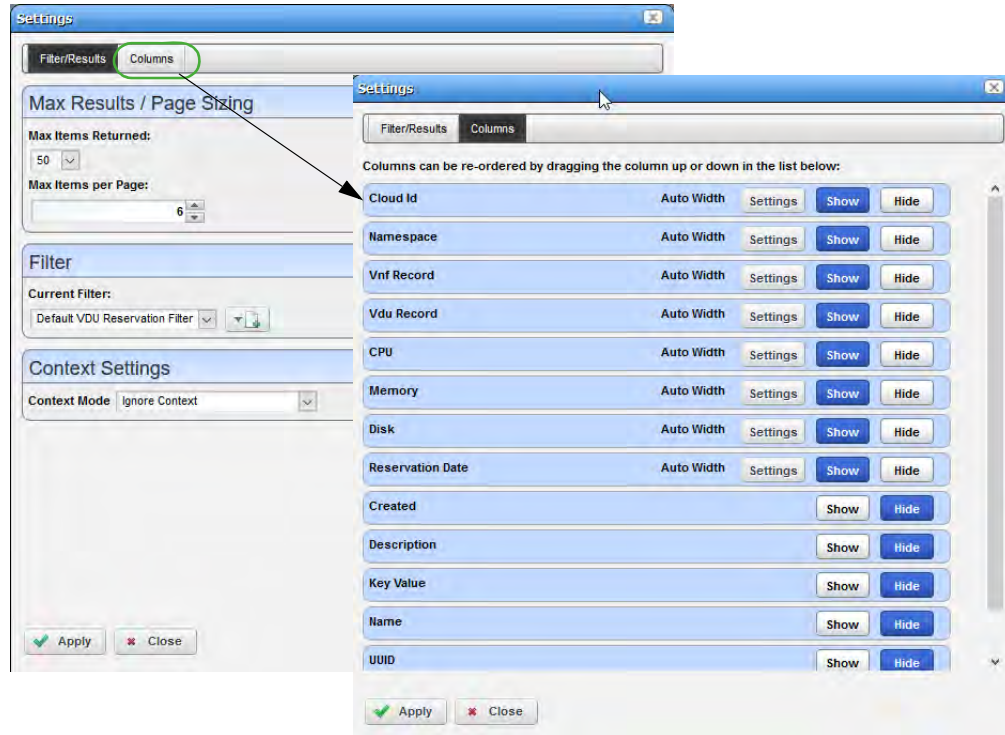 Settings
Filter/Results Columns
Max Results / Page Sizing
Max Items Returned:
50
Max Items per Page:
6
Filter
Current Filter:
Default VDU Reservation Filter
Context Settings
Context Mode Ignore Context
Apply Close
Settings
Filter/Results Columns
Columns can be re-ordered by dragging the column up or down in the list below:
Cloud Id Auto Width Settings Show Hide
Namespace Auto Width Settings Show Hide
Vnf Record Auto Width Settings Show Hide
Vdu Record Auto Width Settings Show Hide
CPU Auto Width Settings Show Hide
Memory Auto Width Settings Show Hide
Disk Auto Width Settings Show Hide
Reservation Date Auto Width Settings Show Hide
Created Show Hide
Description Show Hide
Key Value Show Hide
Name Show Hide
UUID Show Hide
Apply Close